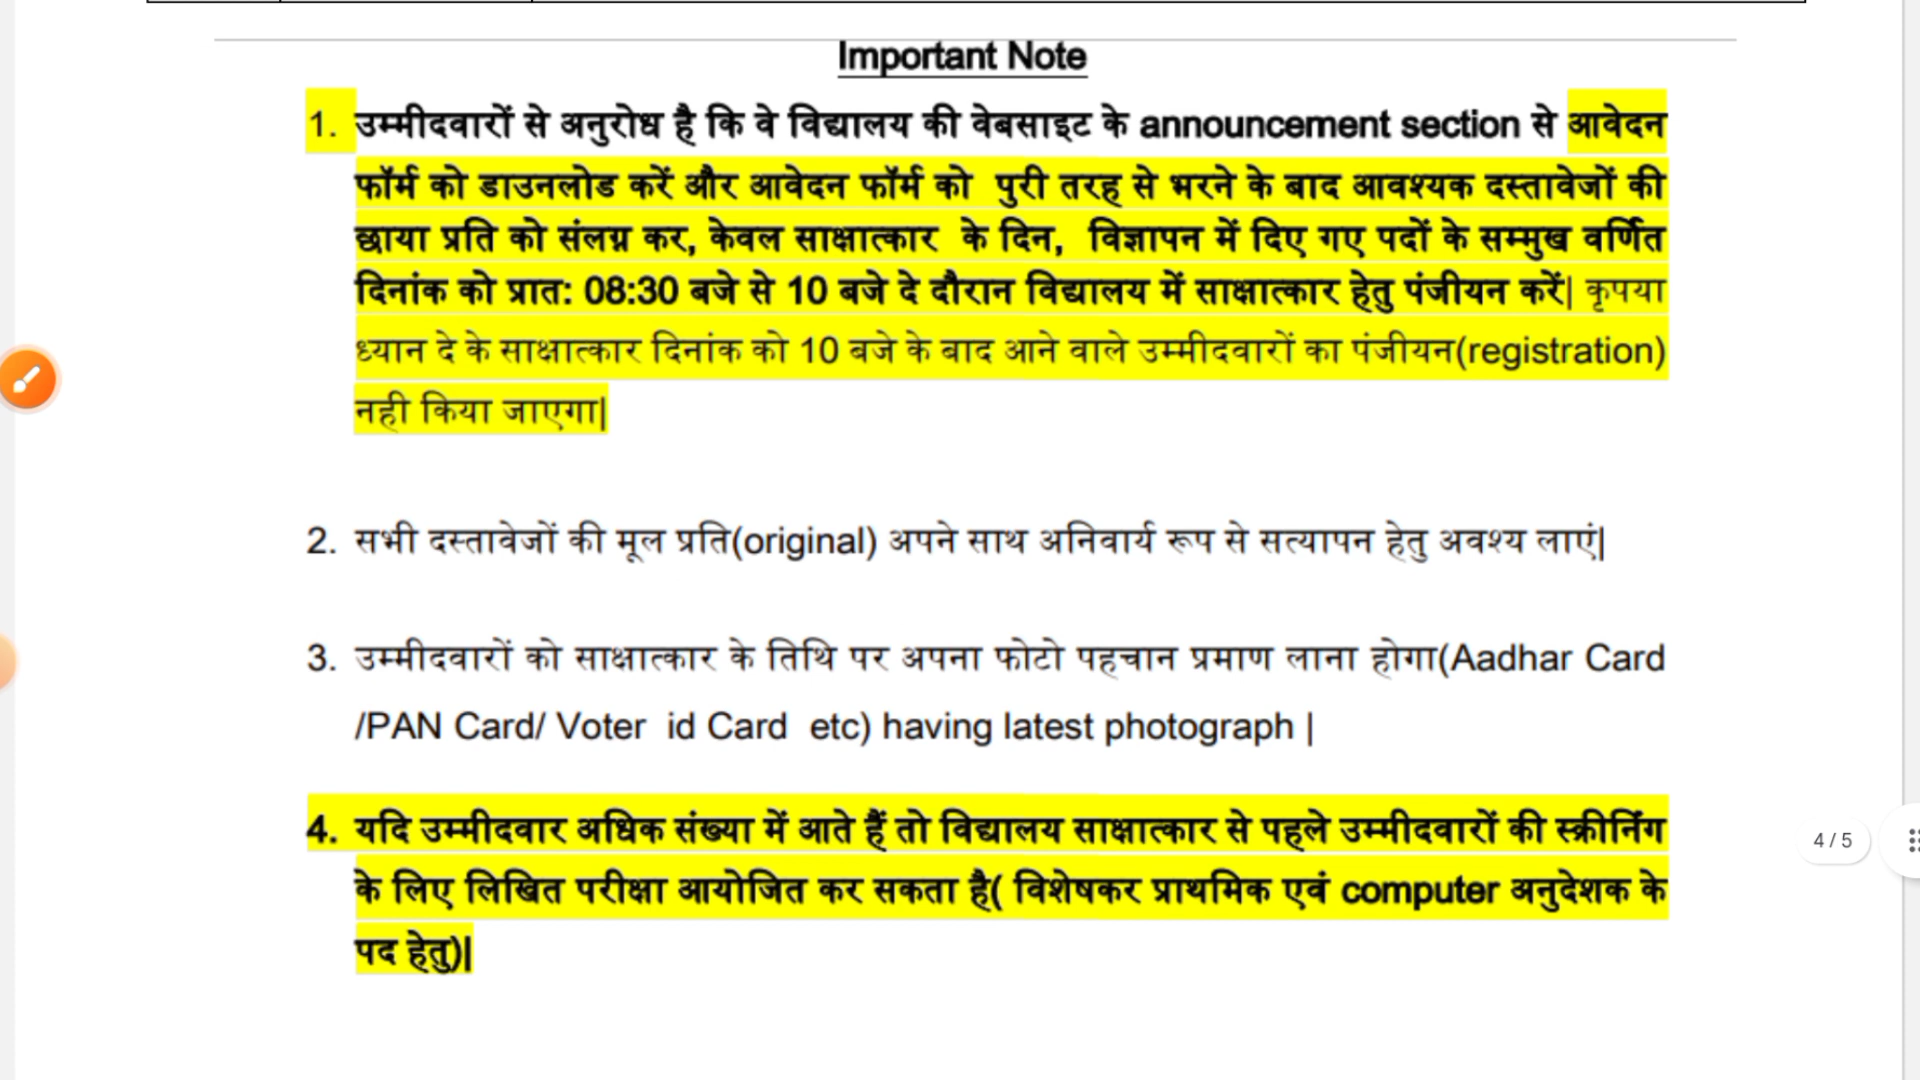 Important Note
1. उम्मीदवारों से अनुरोध है कि वे विद्यालय की वेबसाइट के announcement section से आवेदन
फॉर्म को डाउनलोड करें और आवेदन फॉर्म को पुरी तरह से भरने के बाद आवश्यक दस्तावेजों की
छाया प्रति को संलग्न कर, केवल साक्षात्कार के दिन, विज्ञापन में दिए गए पदों के सम्मुख वर्णित
दिनांक को प्रात: 08:30 बजे से 10 बजे दे दौरान विद्यालय में साक्षात्कार हेतु पंजीयन करें| कृपया
ध्यान दे के साक्षात्कार दिनांक को 10 बजे के बाद आने वाले उम्मीदवारों का पंजीयन(registration)
नही किया जाएगा|
2. सभी दस्तावेजों की मूल प्रति(original) अपने साथ अनिवार्य रूप से सत्यापन हेतु अवश्य लाएं|
3. उम्मीदवारों को साक्षात्कार के तिथि पर अपना फोटो पहचान प्रमाण लाना होगा(Aadhar Card
/PAN Card/ Voter id Card etc) having latest photograph |
4. यदि उम्मीदवार अधिक संख्या में आते हैं तो विद्यालय साक्षात्कार से पहले उम्मीदवारों की स्क्रीनिंग
के लिए लिखित परीक्षा आयोजित कर सकता है( विशेषकर प्राथमिक एवं computer अनुदेशक के
पद हेतु)|
4 / 5